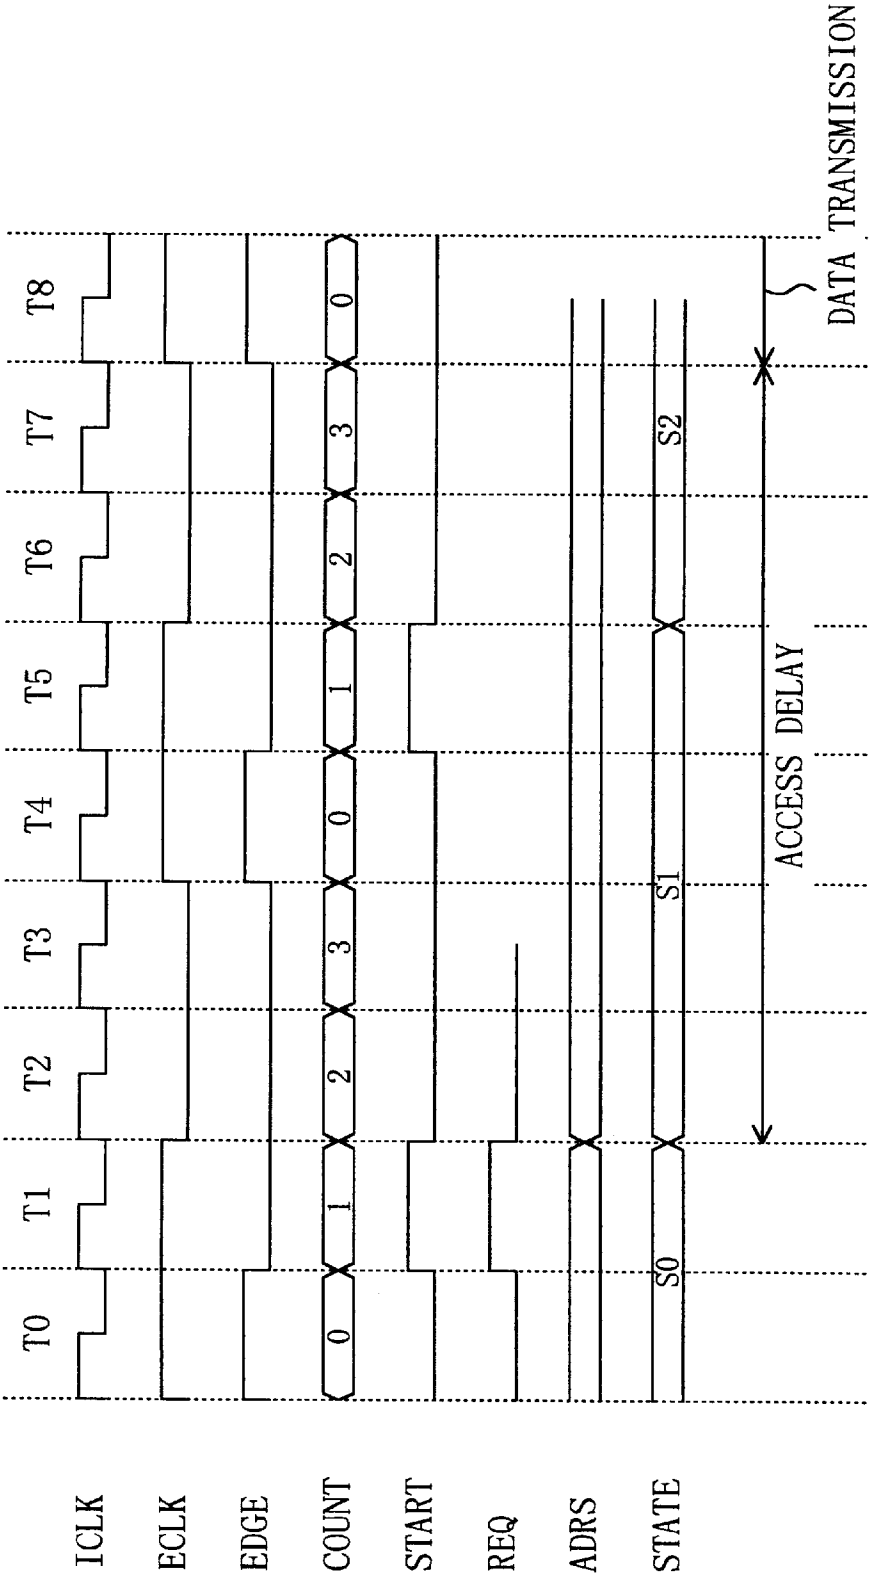 T0 T1 T2 T3 T4 T5 T6 T7 T8
ICLK
ECLK
EDGE
COUNT 0 1 2 3 0 1 2 3 0
START
REQ
ADRS
STATE S0 S1 S2
ACCESS DELAY
DATA TRANSMISSION